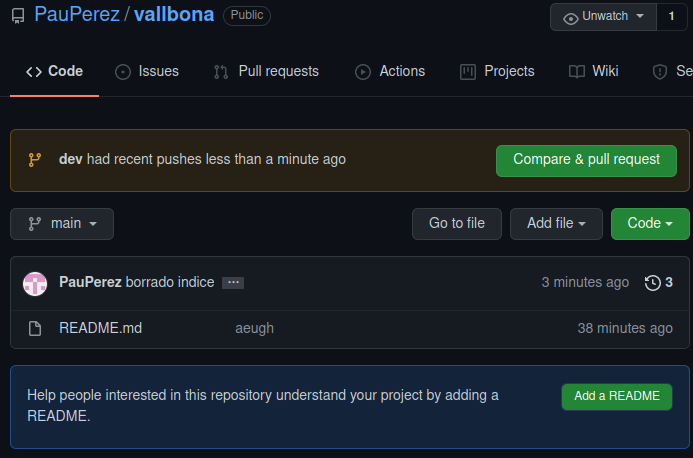 PauPerez / vallbona Public Unwatch 1
Code Issues Pull requests Actions Projects Wiki Se
dev had recent pushes less than a minute ago Compare & pull request
main Go to file Add file Code
PauPerez borrado indice ... 3 minutes ago 3
README.md aeugh 38 minutes ago
Help people interested in this repository understand your project by adding a Add a README
README.